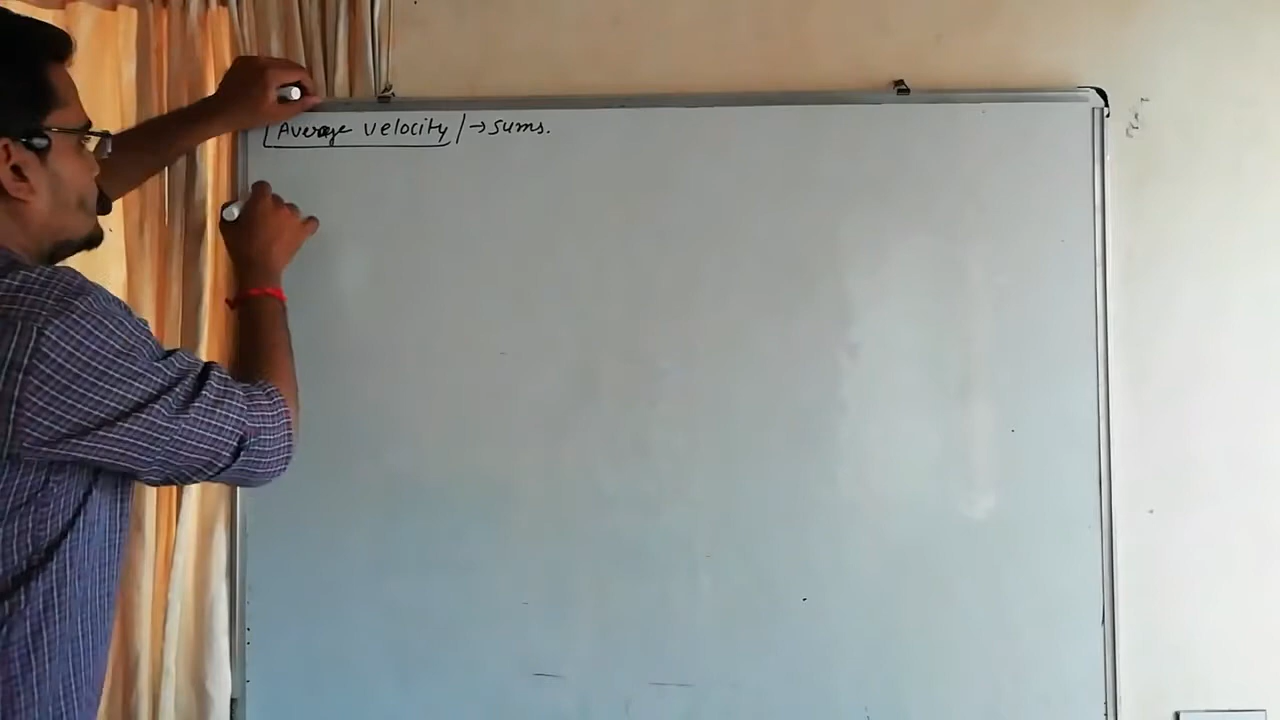 Average velocity | → sums.